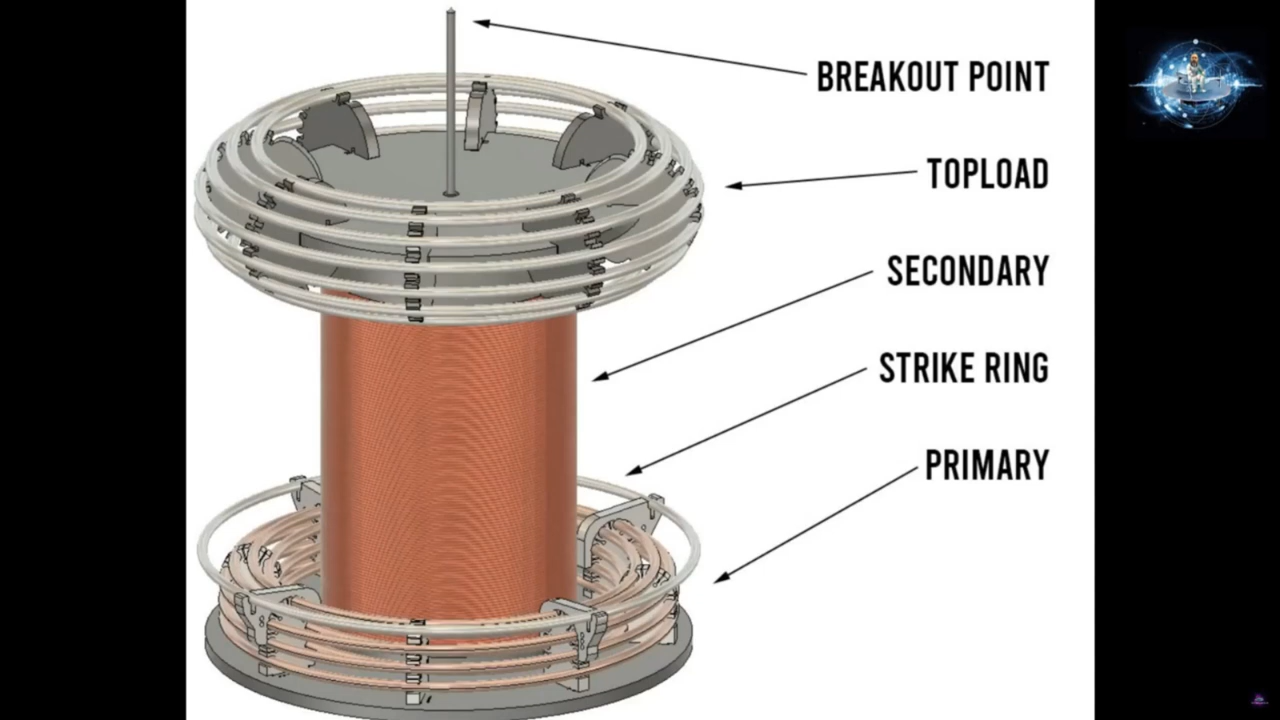 BREAKOUT POINT
TOPLOAD
SECONDARY
STRIKE RING
PRIMARY